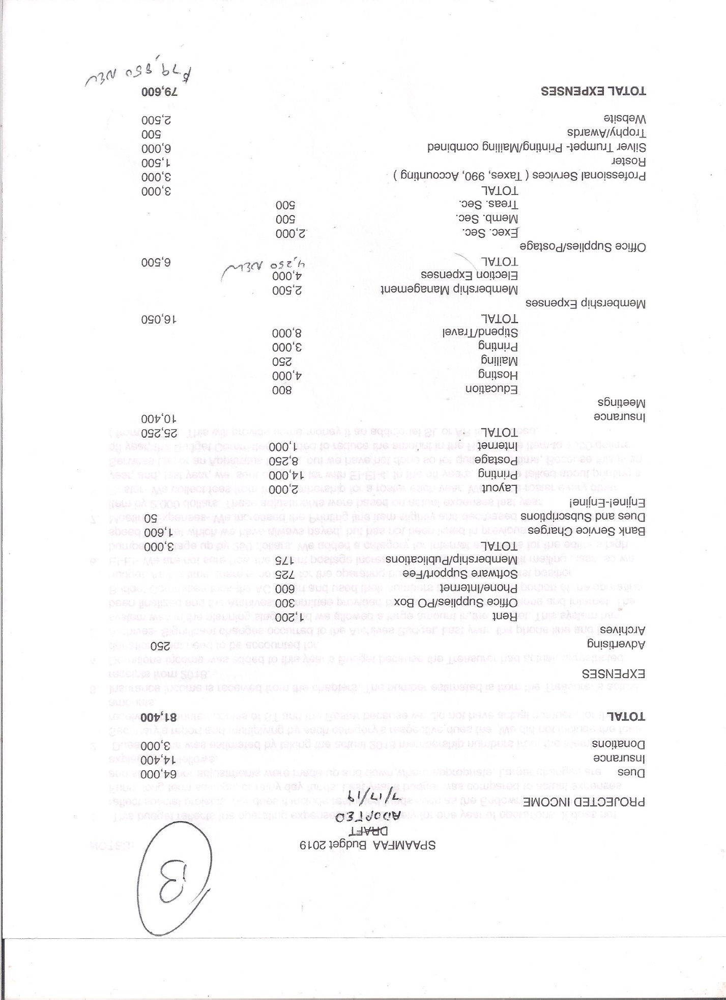 B
SPAAMFAA Budget 2019
DRAFT
ADOPTED
7/17/19
PROJECTED INCOME
Dues 64,000
Insurance 14,400
Donations 3,000
TOTAL 81,400
EXPENSES
Advertising 250
Archives
Rent 1,200
Office Supplies/PO Box 300
Phone/Internet 600
Software Support/Fee 725
Membership/Publications 175
TOTAL 3,000
Bank Service Charges 1,600
Dues and Subscriptions 50
Enjine!-Enjine!
Layout 2,000
Printing 14,000
Postage 8,250
Internet 1,000
TOTAL 25,250
Insurance 10,400
Meetings
Education 800
Hosting 4,000
Mailing 250
Printing 3,000
Stipend/Travel 8,000
TOTAL 16,050
Membership Expenses
Membership Management 2,500
Election Expenses 4,000
4,250 NEW
TOTAL 6,500
Office Supplies/Postage
Exec. Sec. 2,000
Memb. Sec. 500
Treas. Sec. 500
TOTAL 3,000
Professional Services ( Taxes, 990, Accounting ) 3,000
Roster 1,500
Silver Trumpet- Printing/Mailing combined 6,000
Trophy/Awards 500
Website 2,500
TOTAL EXPENSES 79,600
$79,850 NEW